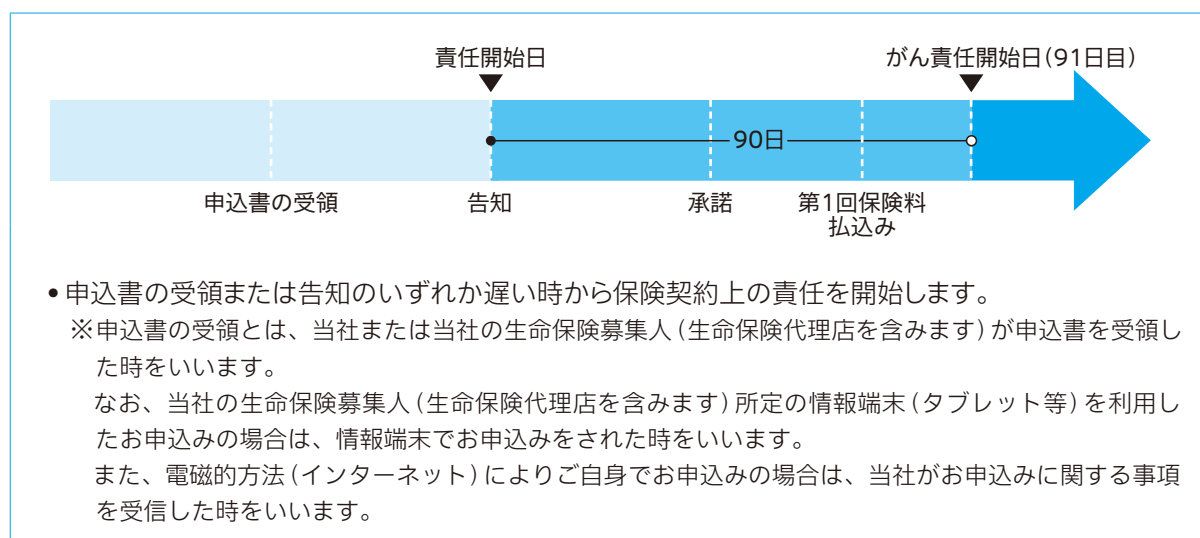 責任開始日
がん責任開始日(91日目)
90日
申込書の受領
告知
承諾
第1回保険料
払込み
•申込書の受領または告知のいずれか遅い時から保険契約上の責任を開始します。
※申込書の受領とは、当社または当社の生命保険募集人(生命保険代理店を含みます)が申込書を受領し
た時をいいます。
なお、当社の生命保険募集人(生命保険代理店を含みます)所定の情報端末(タブレット等)を利用し
たお申込みの場合は、情報端末でお申込みをされた時をいいます。
また、電磁的方法(インターネット)によりご自身でお申込みの場合は、当社がお申込みに関する事項
を受信した時をいいます。